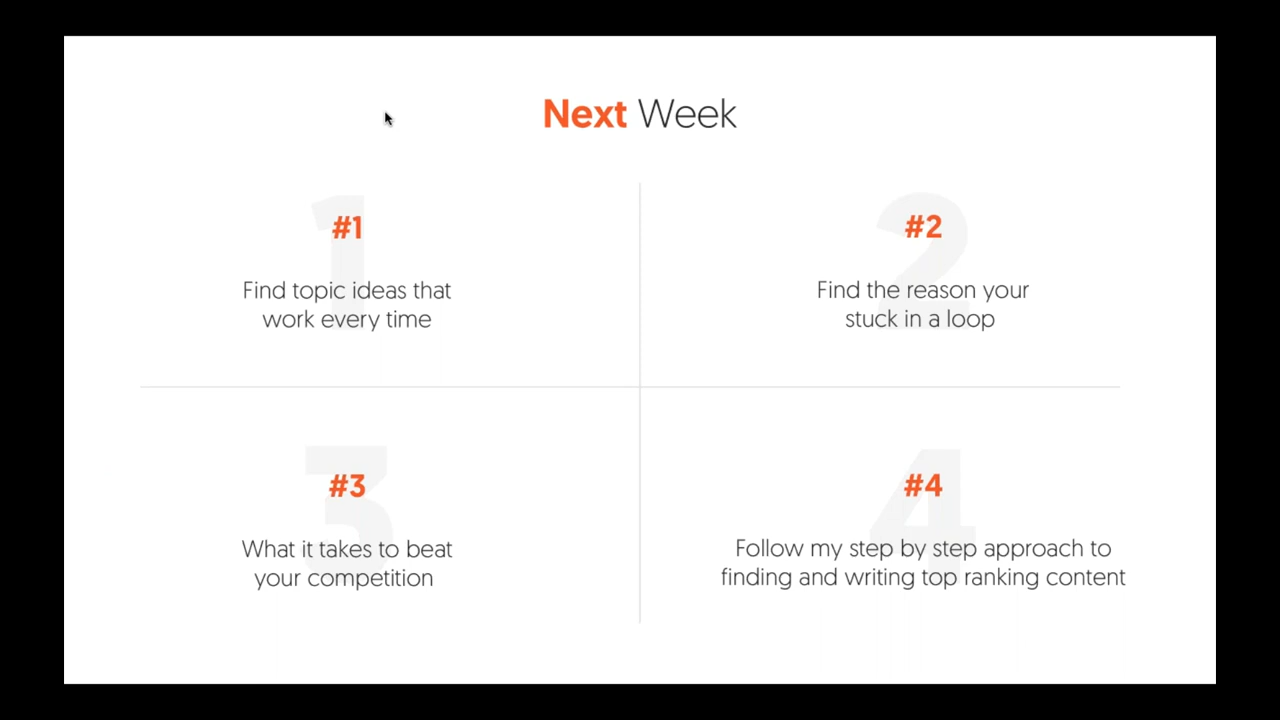 Next Week
#1
Find topic ideas that
work every time
#2
Find the reason your
stuck in a loop
#3
What it takes to beat
your competition
#4
Follow my step by step approach to
finding and writing top ranking content